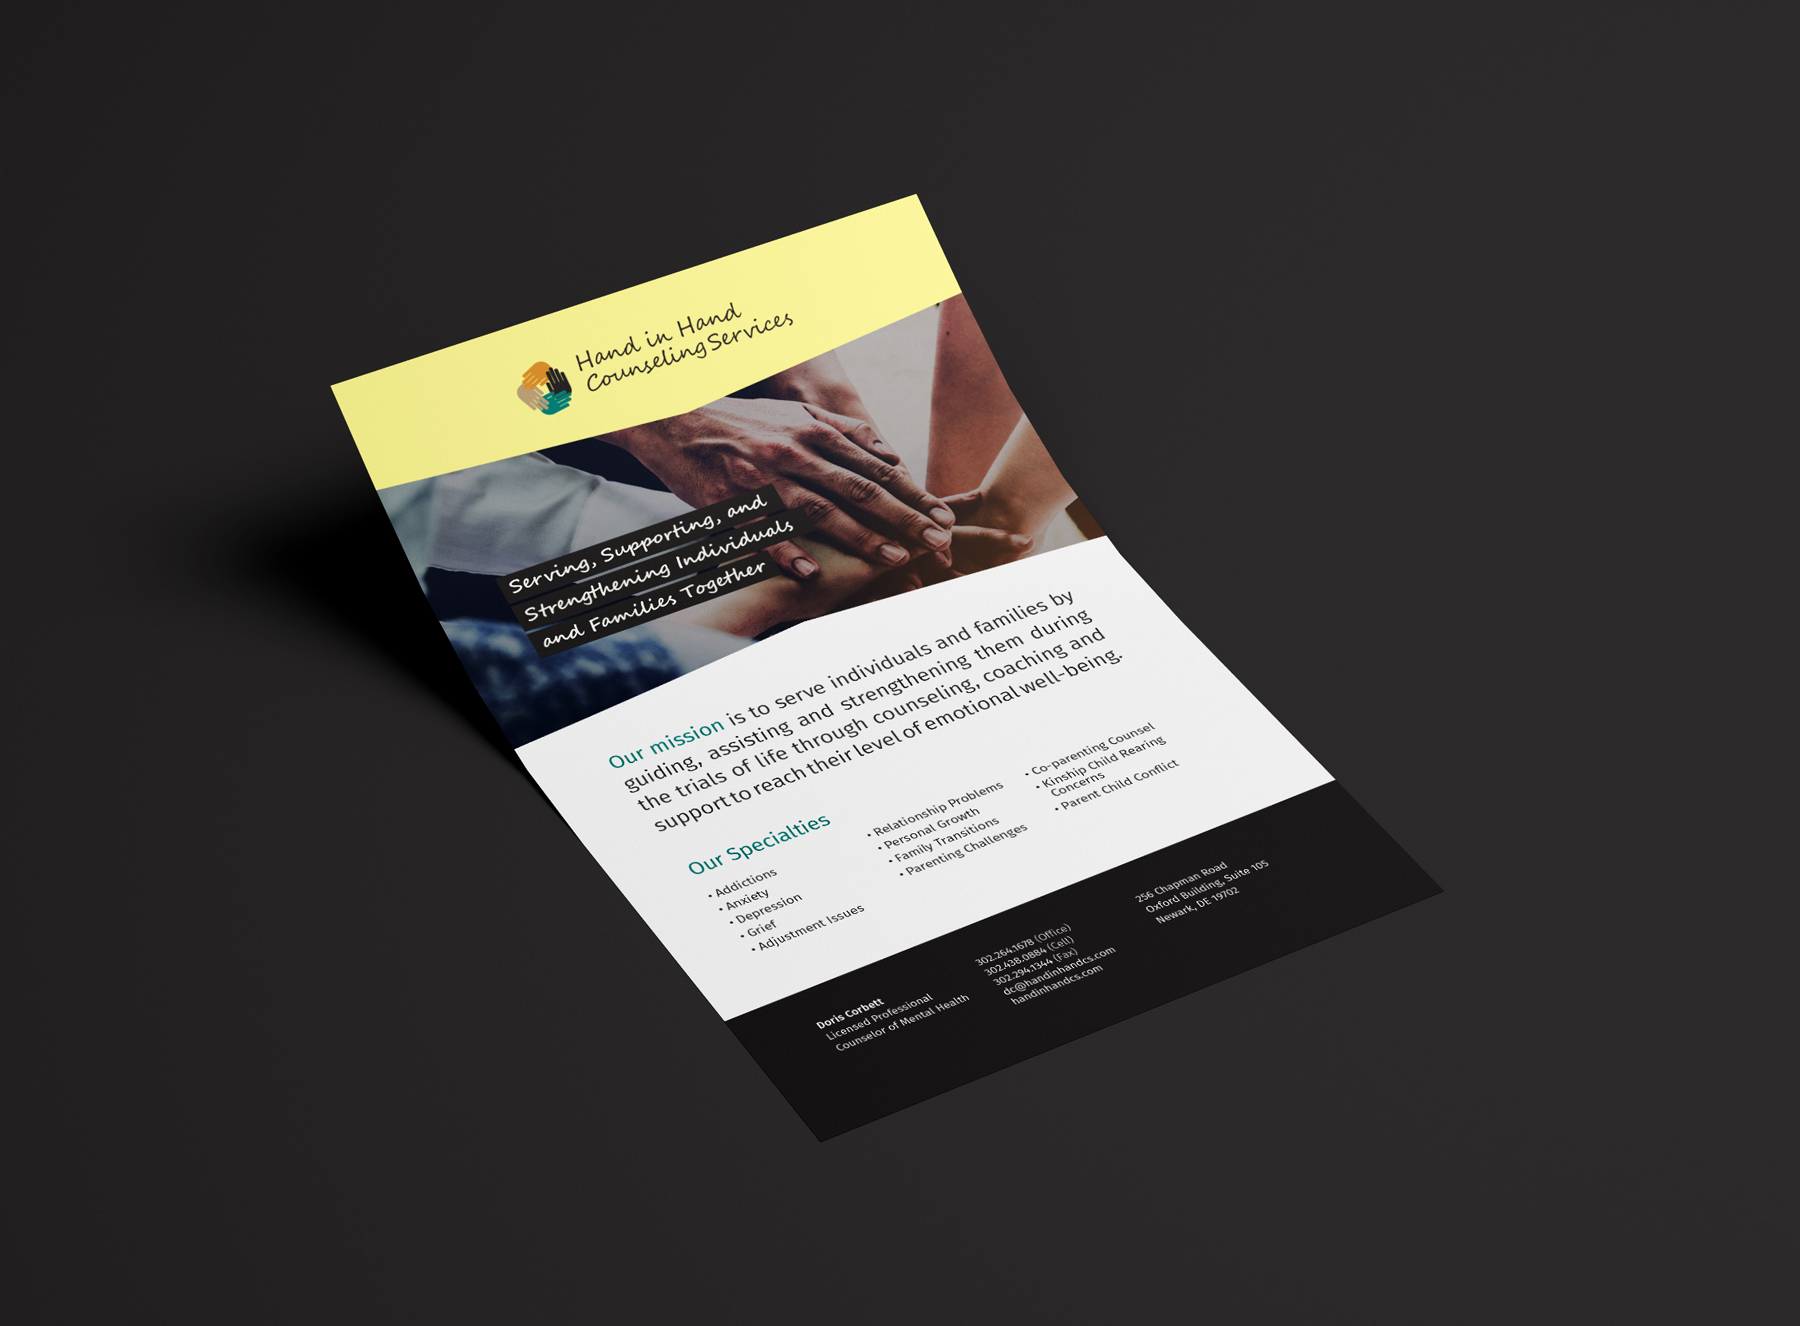 Hand in Hand
Counseling Services
Serving, Supporting, and
Strengthening Individuals
and Families Together
Our mission is to serve individuals and families by
guiding, assisting and strengthening them during
the trials of life through counseling, coaching and
support to reach their level of emotional well-being.
Our Specialties
• Addictions
• Anxiety
• Depression
• Grief
• Adjustment Issues
• Relationship Problems
• Personal Growth
• Family Transitions
• Parenting Challenges
• Co-parenting Counsel
• Kinship Child Rearing
Concerns
• Parent Child Conflict
Doris Corbett
Licensed Professional
Counselor of Mental Health
302.264.1678 (Office)
302.438.0884 (Cell)
302.294.1344 (Fax)
dc@handinhandcs.com
handinhandcs.com
256 Chapman Road
Oxford Building, Suite 105
Newark, DE 19702